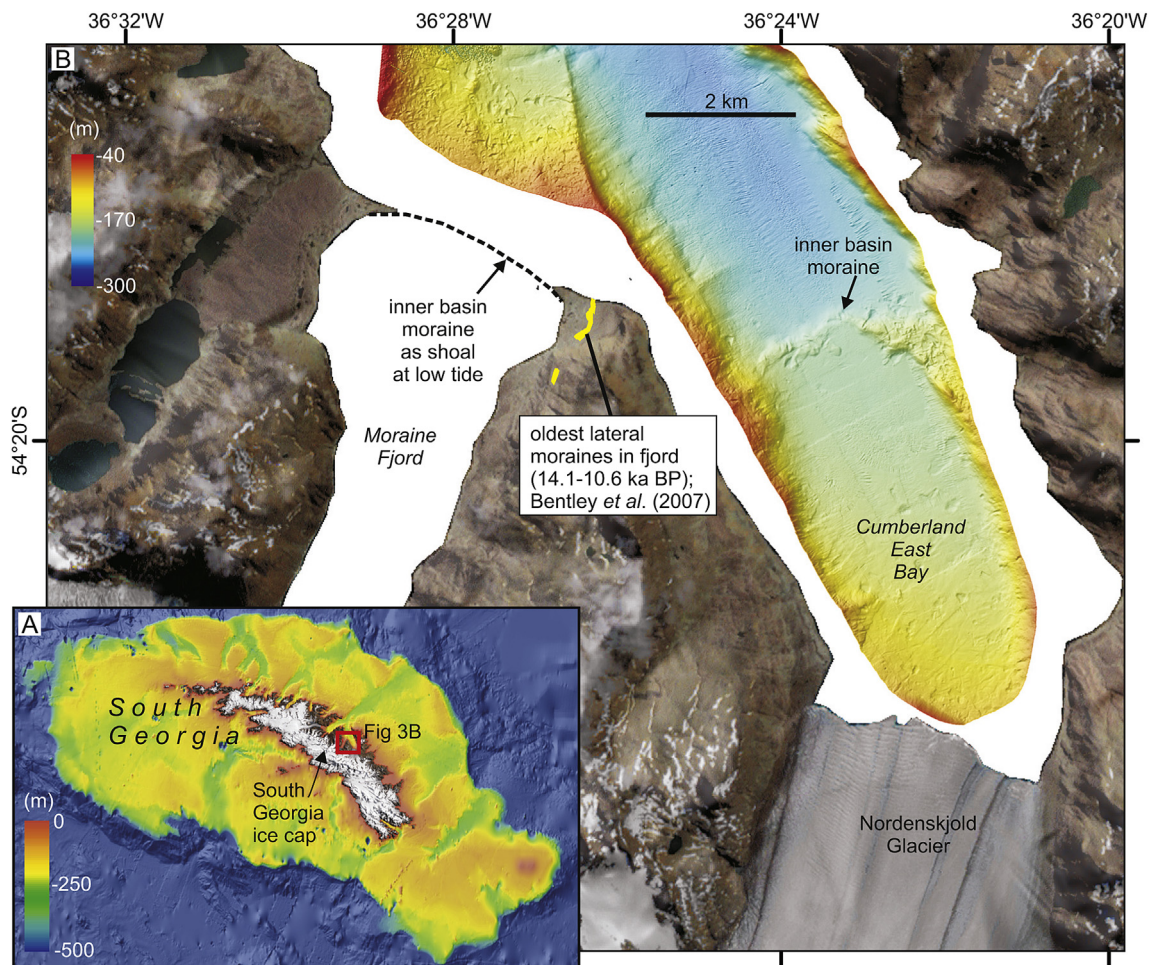 36°32'W
36°28'W
36°24'W
36°20'W
B
(m)
-40
-170
-300
2 km
inner basin
moraine
inner basin
moraine
as shoal
at low tide
54°20'S
Moraine
Fjord
oldest lateral
moraines in fjord
(14.1-10.6 ka BP);
Bentley et al. (2007)
Cumberland
East
Bay
Nordenskjold
Glacier
A
South
Georgia
Fig 3B
South
Georgia
ice cap
(m)
0
-250
-500